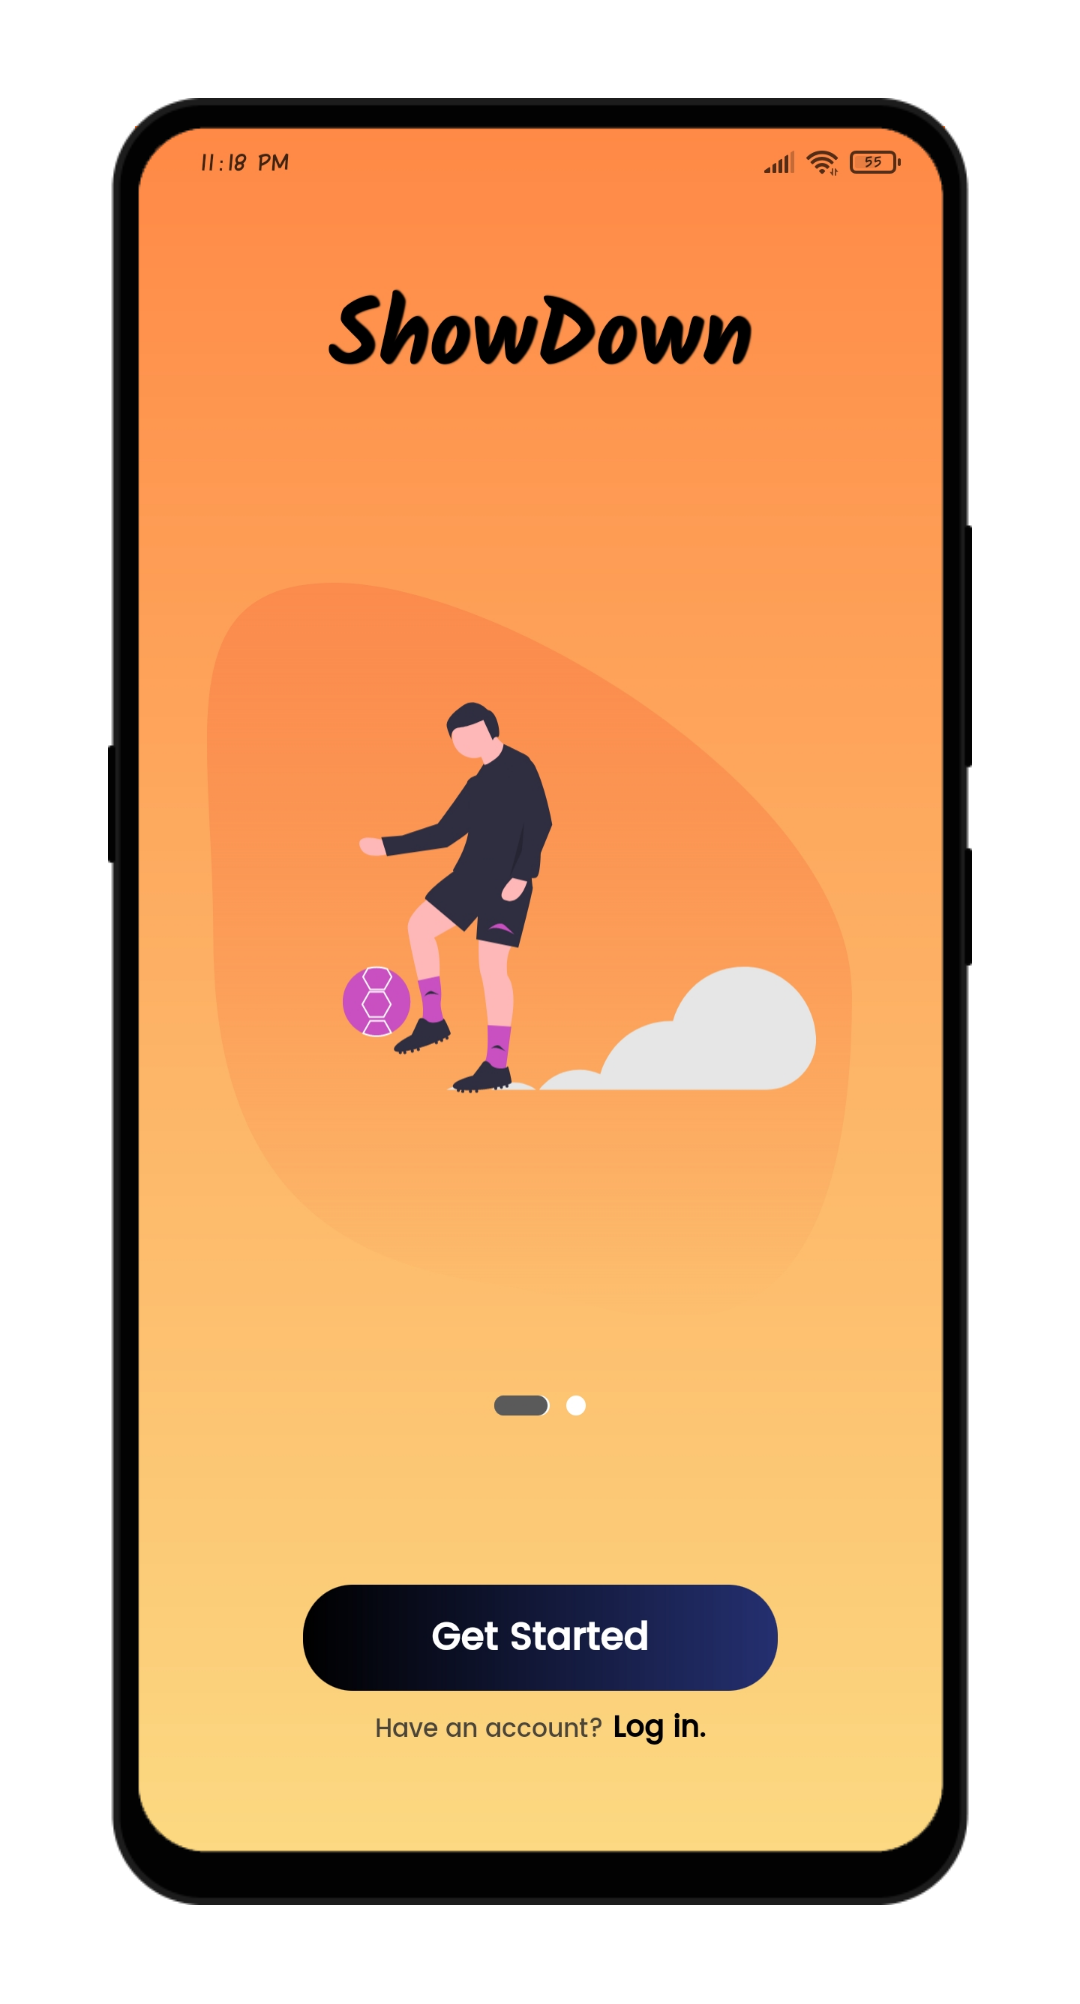 11:18 PM 55
ShowDown
Get Started
Have an account? Log in.